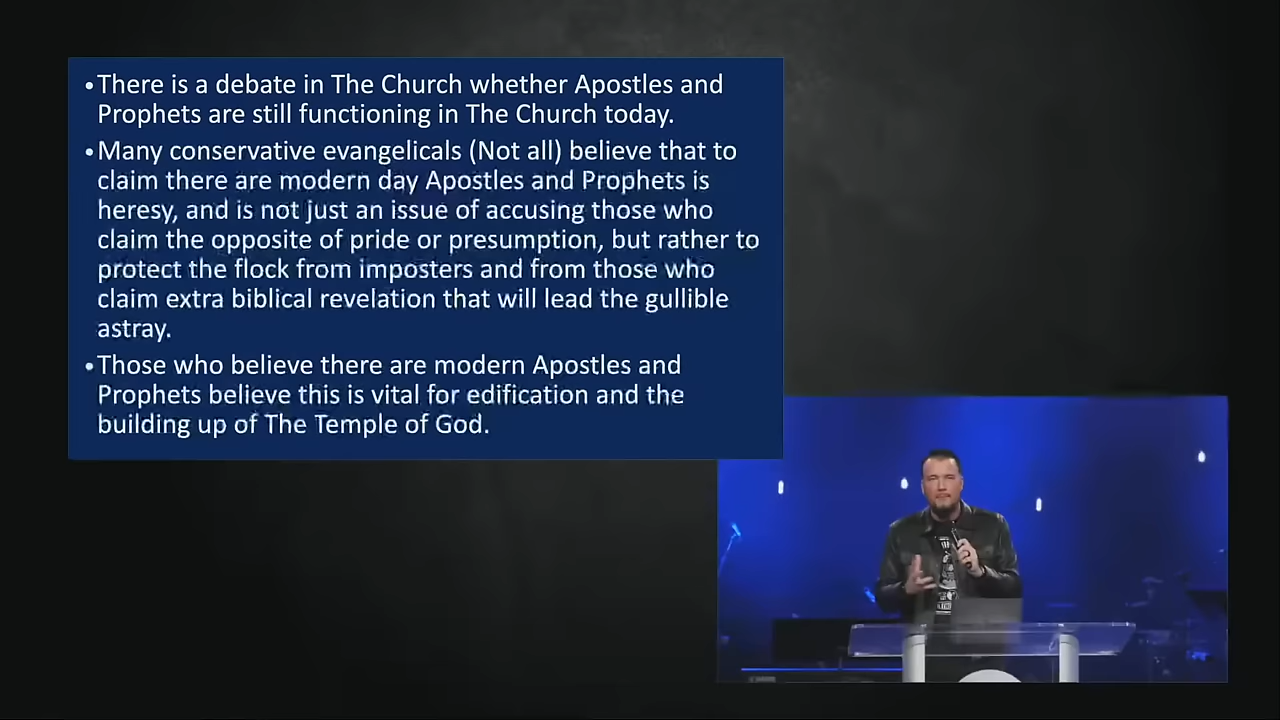 •There is a debate in The Church whether Apostles and
Prophets are still functioning in The Church today.
•Many conservative evangelicals (Not all) believe that to
claim there are modern day Apostles and Prophets is
heresy, and is not just an issue of accusing those who
claim the opposite of pride or presumption, but rather to
protect the flock from imposters and from those who
claim extra biblical revelation that will lead the gullible
astray.
•Those who believe there are modern Apostles and
Prophets believe this is vital for edification and the
building up of The Temple of God.